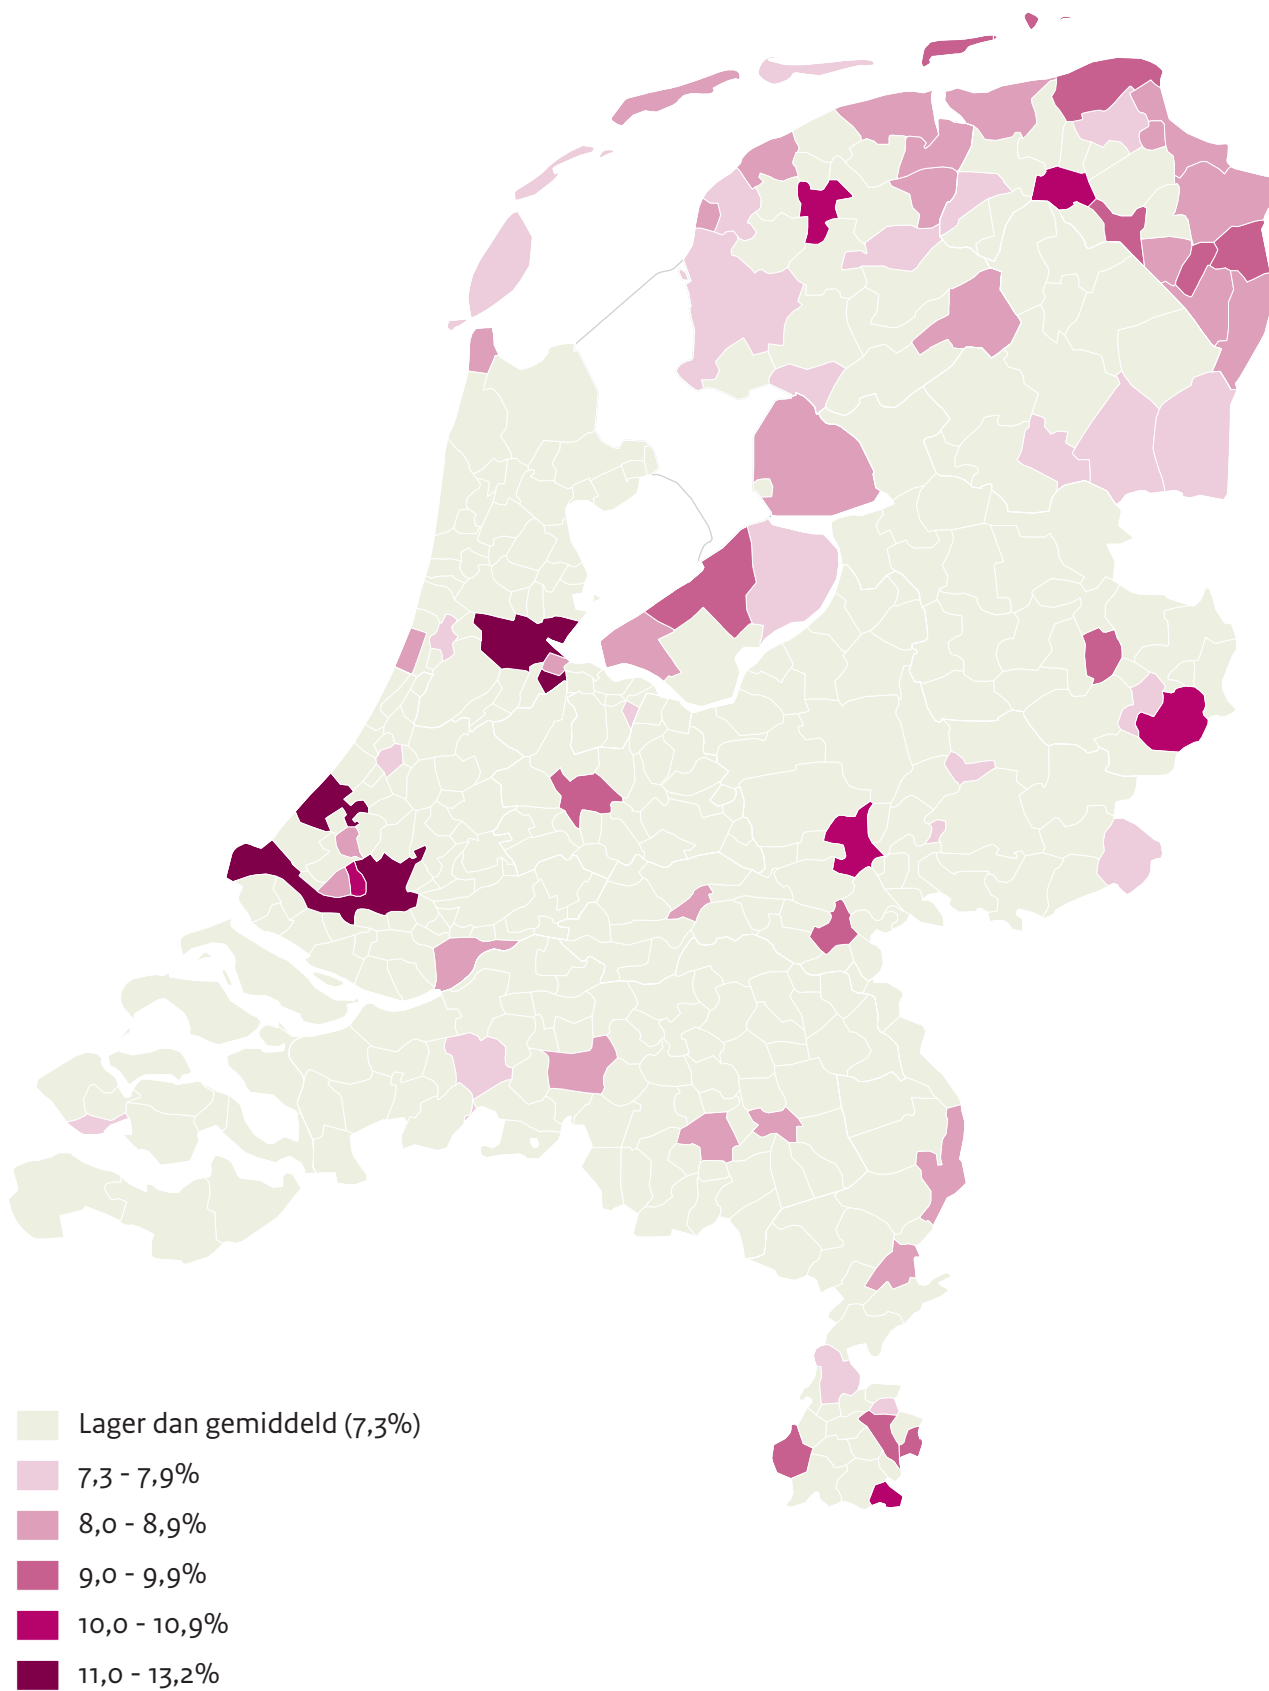 Lager dan gemiddeld (7,3%)
7,3 - 7,9%
8,0 - 8,9%
9,0 - 9,9%
10,0 - 10,9%
11,0 - 13,2%